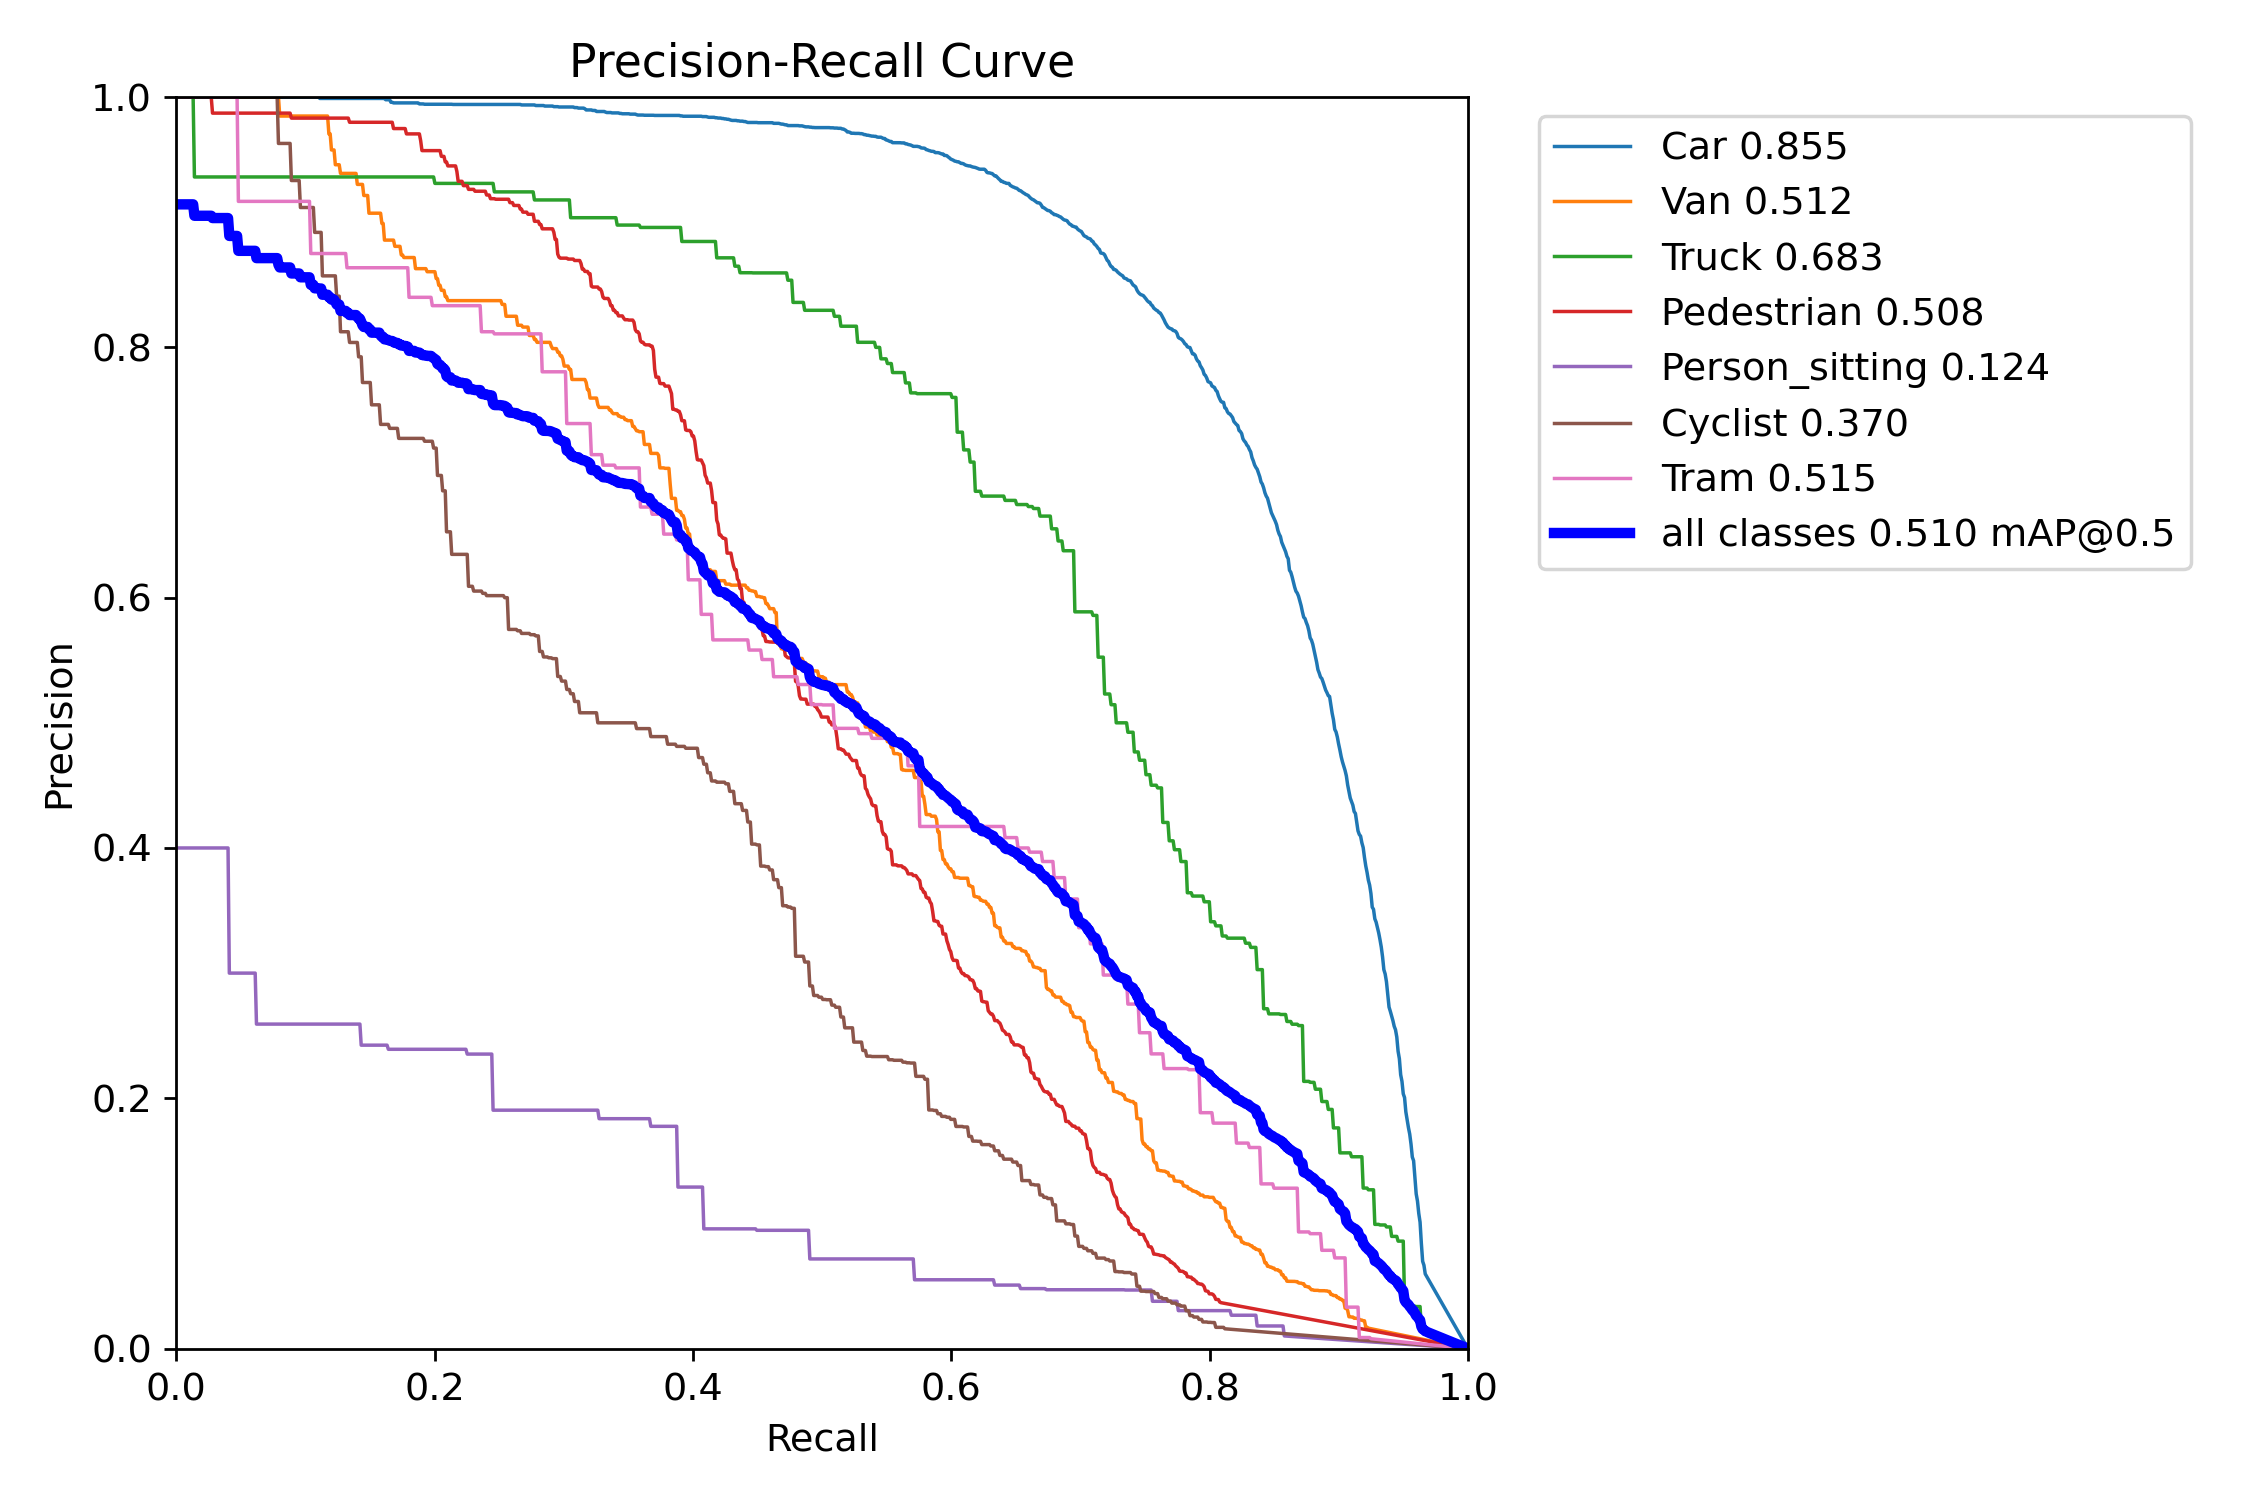 Precision-Recall Curve
1.0
0.8
0.6
0.4
0.2
0.0
Precision
0.0 0.2 0.4 0.6 0.8 1.0
Recall
Car 0.855
Van 0.512
Truck 0.683
Pedestrian 0.508
Person_sitting 0.124
Cyclist 0.370
Tram 0.515
all classes 0.510 mAP@0.5